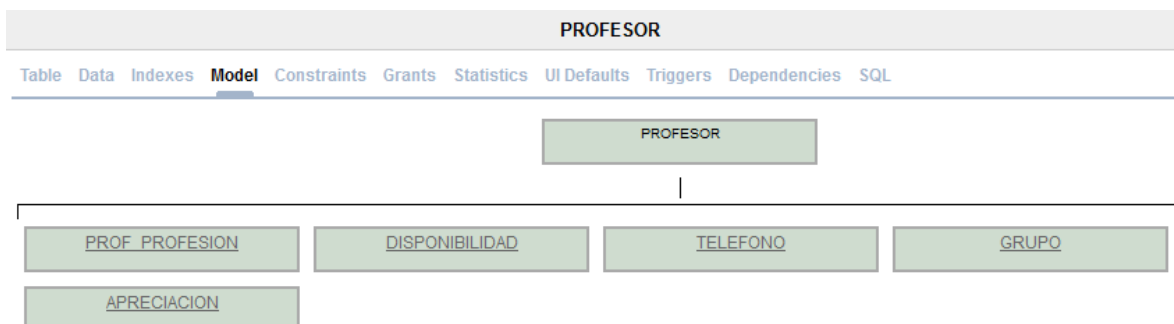 PROFESOR
Table Data Indexes Model Constraints Grants Statistics UI Defaults Triggers Dependencies SQL
PROFESOR
PROF_PROFESION DISPONIBILIDAD TELEFONO GRUPO
APRECIACION